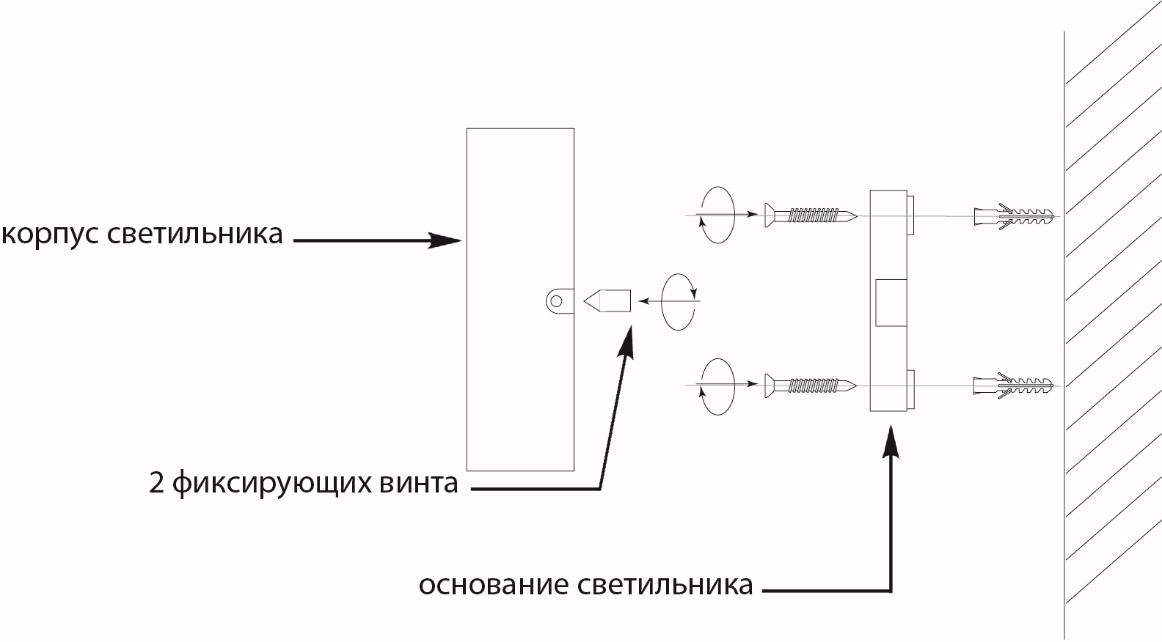 корпус светильника
2 фиксирующих винта
основание светильника